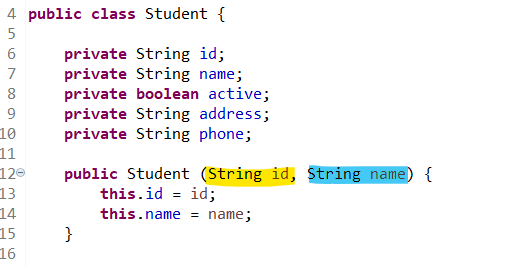 4 public class Student {
5
6     private String id;
7     private String name;
8     private boolean active;
9     private String address;
10     private String phone;
11
12     public Student (String id, String name) {
13         this.id = id;
14         this.name = name;
15     }
16